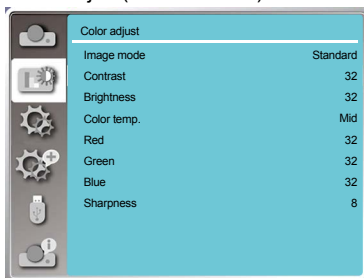 Color adjust
Image mode Standard
Contrast 32
Brightness 32
Color temp. Mid
Red 32
Green 32
Blue 32
Sharpness 8